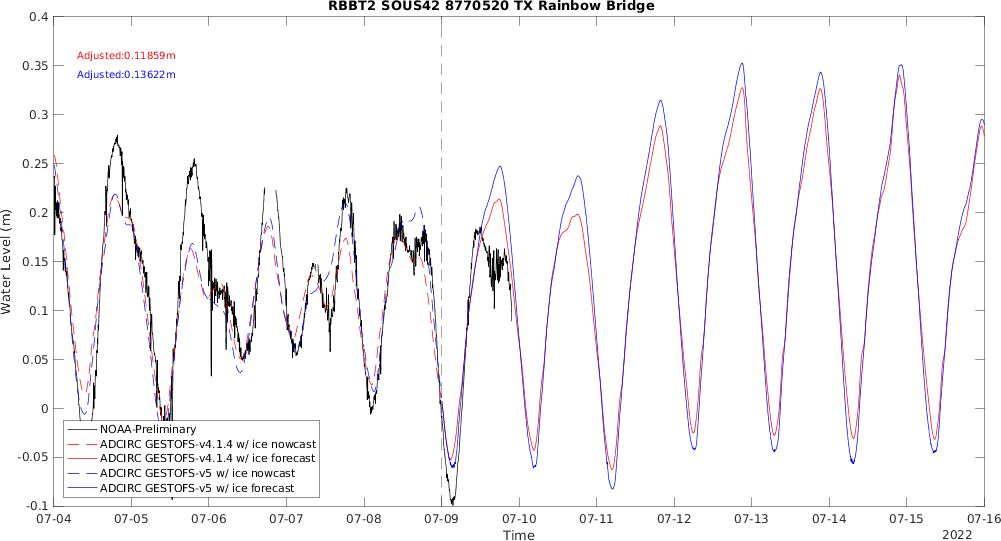 RBBT2 SOUS42 8770520 TX Rainbow Bridge
0.4
0.35
0.3
0.25
0.2
0.15
0.1
0.05
0
-0.05
-0.1
Water Level (m)
Adjusted:0.11859m
Adjusted:0.13622m
NOAA-Preliminary
ADCIRC GESTOFS-v4.1.4 w/ ice nowcast
ADCIRC GESTOFS-v4.1.4 w/ ice forecast
ADCIRC GESTOFS-v5 w/ ice nowcast
ADCIRC GESTOFS-v5 w/ ice forecast
07-04 07-05 07-06 07-07 07-08 07-09 07-10 07-11 07-12 07-13 07-14 07-15 07-16
Time
2022